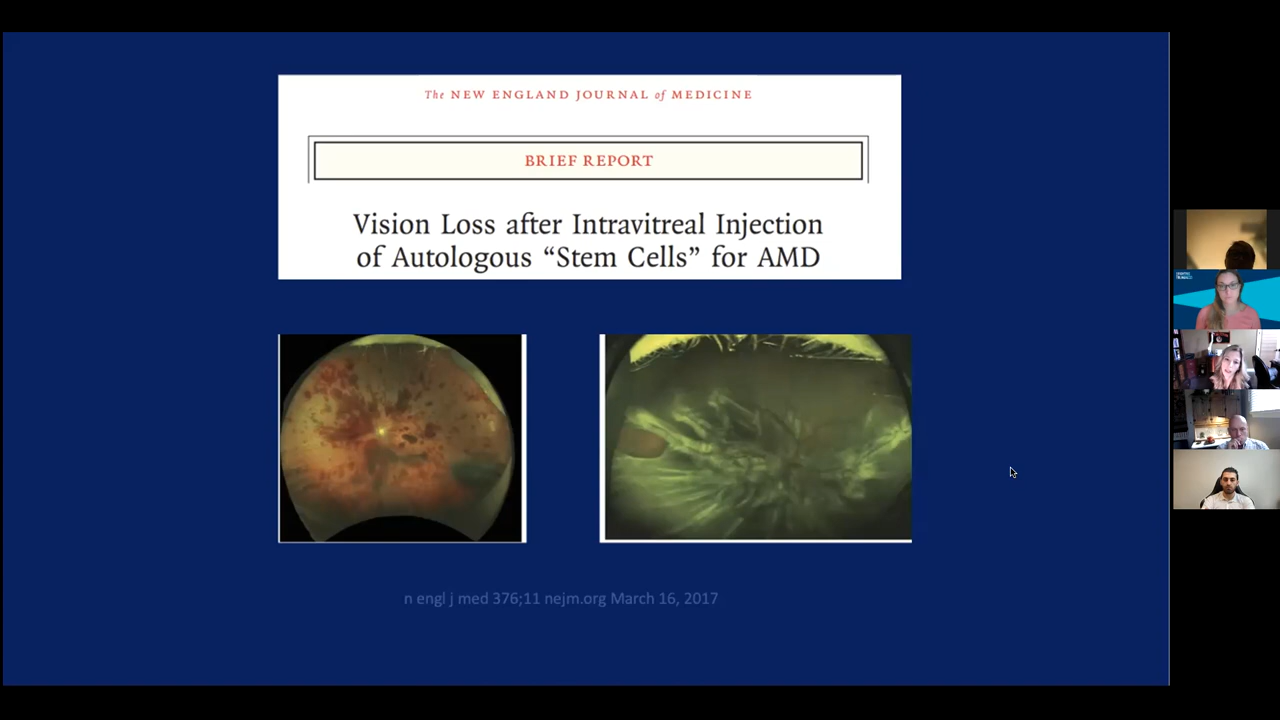 The NEW ENGLAND JOURNAL of MEDICINE
BRIEF REPORT
Vision Loss after Intravitreal Injection
of Autologous “Stem Cells” for AMD
n engl j med 376;11 nejm.org March 16, 2017